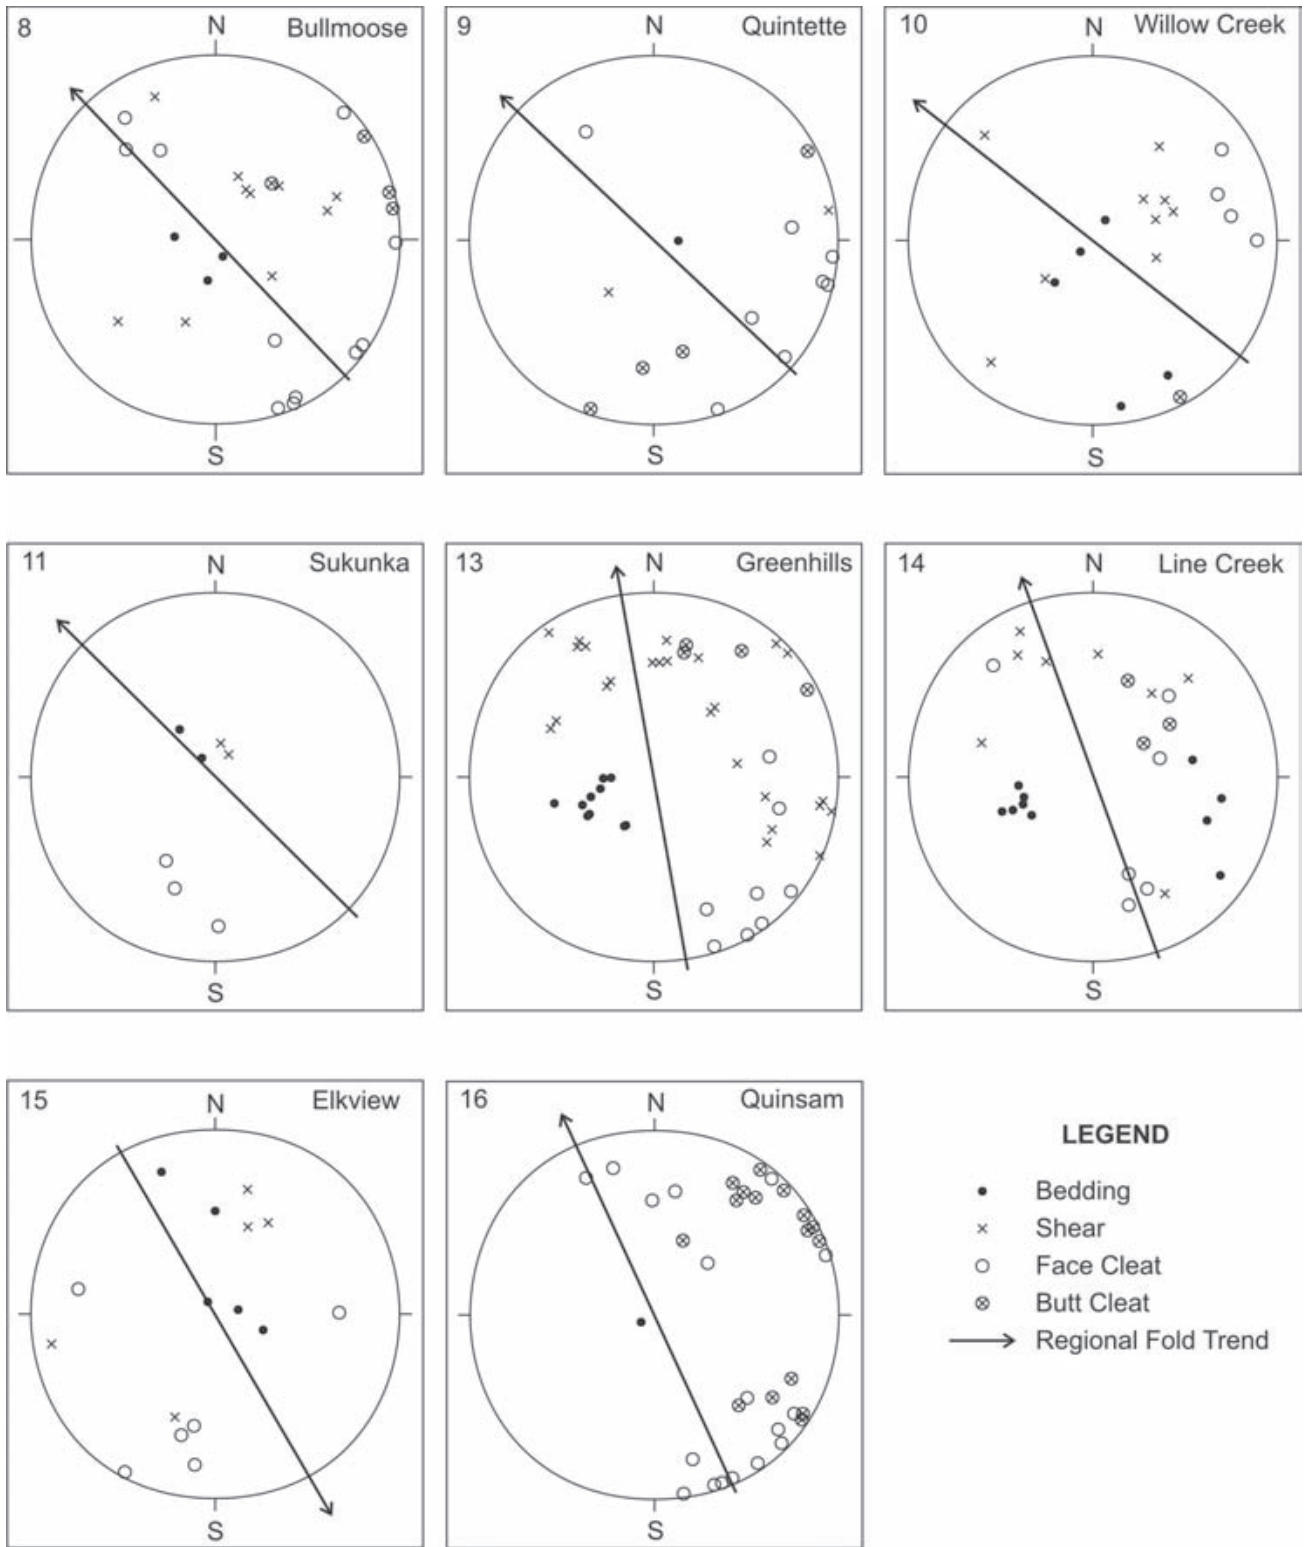 8 Bullmoose
N
S
9 Quintette
N
S
10 Willow Creek
N
S
11 Sukunka
N
S
13 Greenhills
N
S
14 Line Creek
N
S
15 Elkview
N
S
16 Quinsam
N
S
LEGEND
Bedding
Shear
Face Cleat
Butt Cleat
Regional Fold Trend